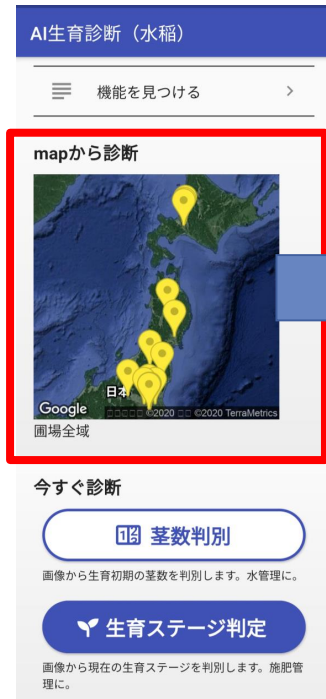 AI生育診断（水稲）
機能を見つける
mapから診断
日本
Google
©2020
©2020 TerraMetrics
圃場全域
今すぐ診断
茎数判別
画像から生育初期の茎数を判別します。水管理に。
生育ステージ判定
画像から現在の生育ステージを判別します。施肥管
理に。